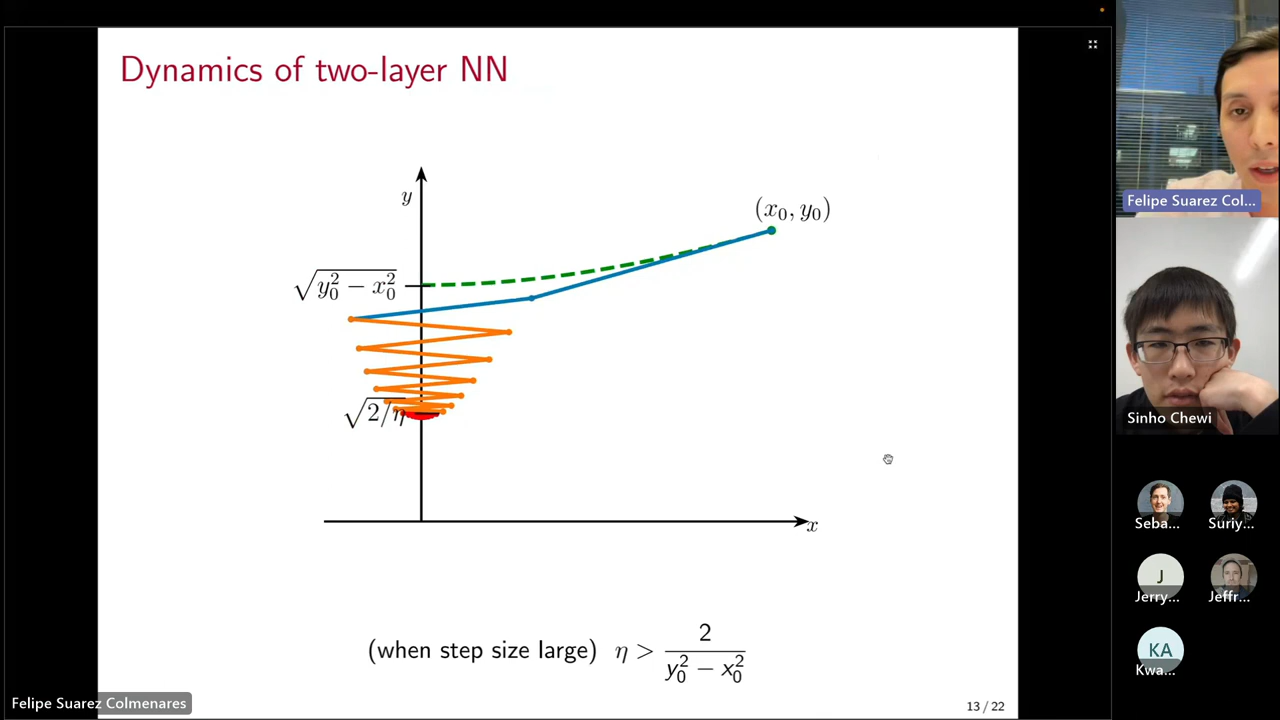 Dynamics of two-layer NN
y
(x₀, y₀)
√(y₀² − x₀²)
√(2/η)
x
(when step size large) η > 2/(y₀² − x₀²)
13 / 22
Felipe Suarez Colmenares
Felipe Suarez Col...
Sinho Chewi
Seba...
Suriy...
J
Jerry...
Jeffr...
KA
Kwa...